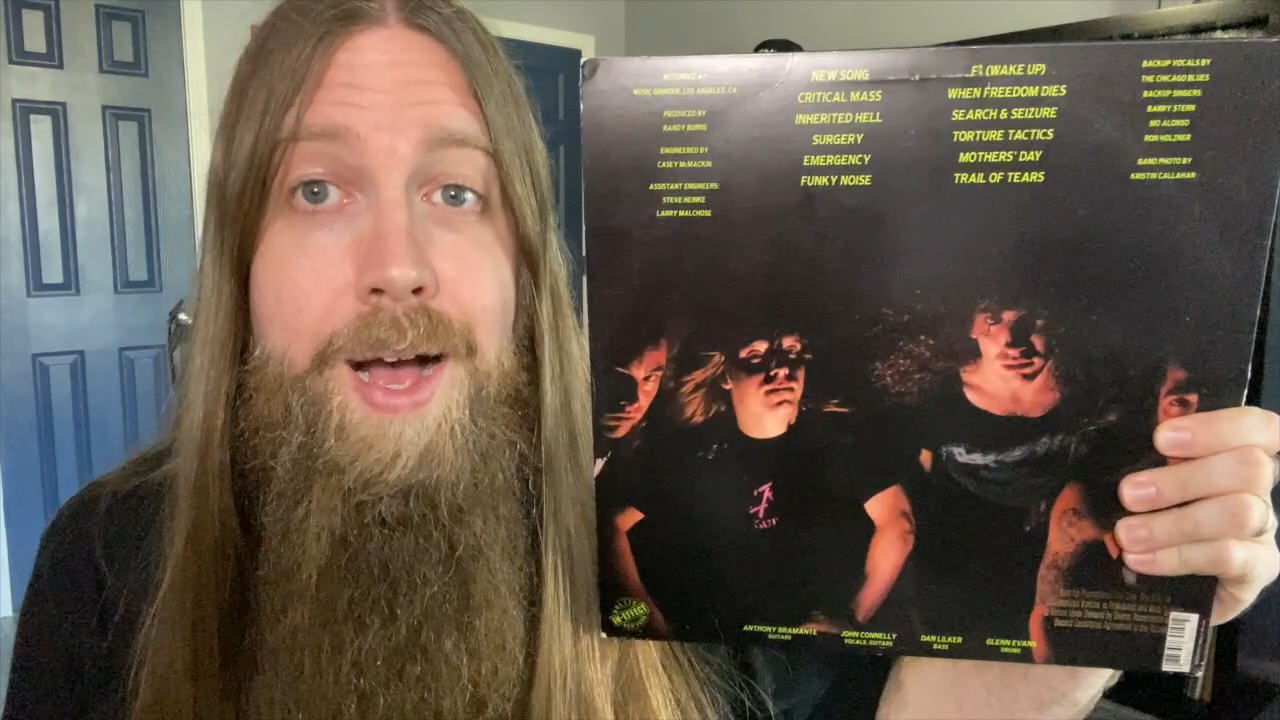 RECORDED AT
MUSIC GRINDER, LOS ANGELES, CA
PRODUCED BY
RANDY BURNS
ENGINEERED BY
CASEY McMACKIN
ASSISTANT ENGINEERS:
STEVE HEINKE
LARRY MALCHOSE
NEW SONG
CRITICAL MASS
INHERITED HELL
SURGERY
EMERGENCY
FUNKY NOISE
(WAKE UP)
WHEN FREEDOM DIES
SEARCH & SEIZURE
TORTURE TACTICS
MOTHERS' DAY
TRAIL OF TEARS
BACKUP VOCALS BY
THE CHICAGO BLUES
BACKUP SINGERS:
BARRY STERN
MO ALONSO
RON HOLZNER
BAND PHOTO BY
KRISTIN CALLAHAN
IN-EFFECT
ANTHONY BRAMANTE
GUITARS
JOHN CONNELLY
VOCALS, GUITARS
DAN LILKER
BASS
GLENN EVANS
DRUMS